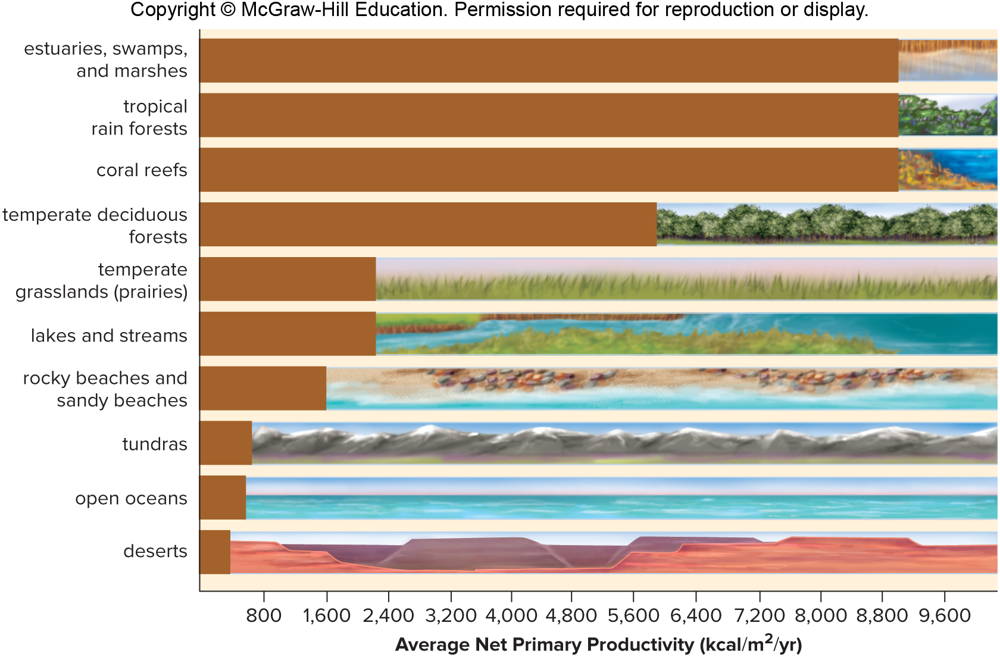 Copyright © McGraw-Hill Education. Permission required for reproduction or display.
estuaries, swamps,
and marshes
tropical
rain forests
coral reefs
temperate deciduous
forests
temperate
grasslands (prairies)
lakes and streams
rocky beaches and
sandy beaches
tundras
open oceans
deserts
800 1,600 2,400 3,200 4,000 4,800 5,600 6,400 7,200 8,000 8,800 9,600
Average Net Primary Productivity (kcal/m²/yr)